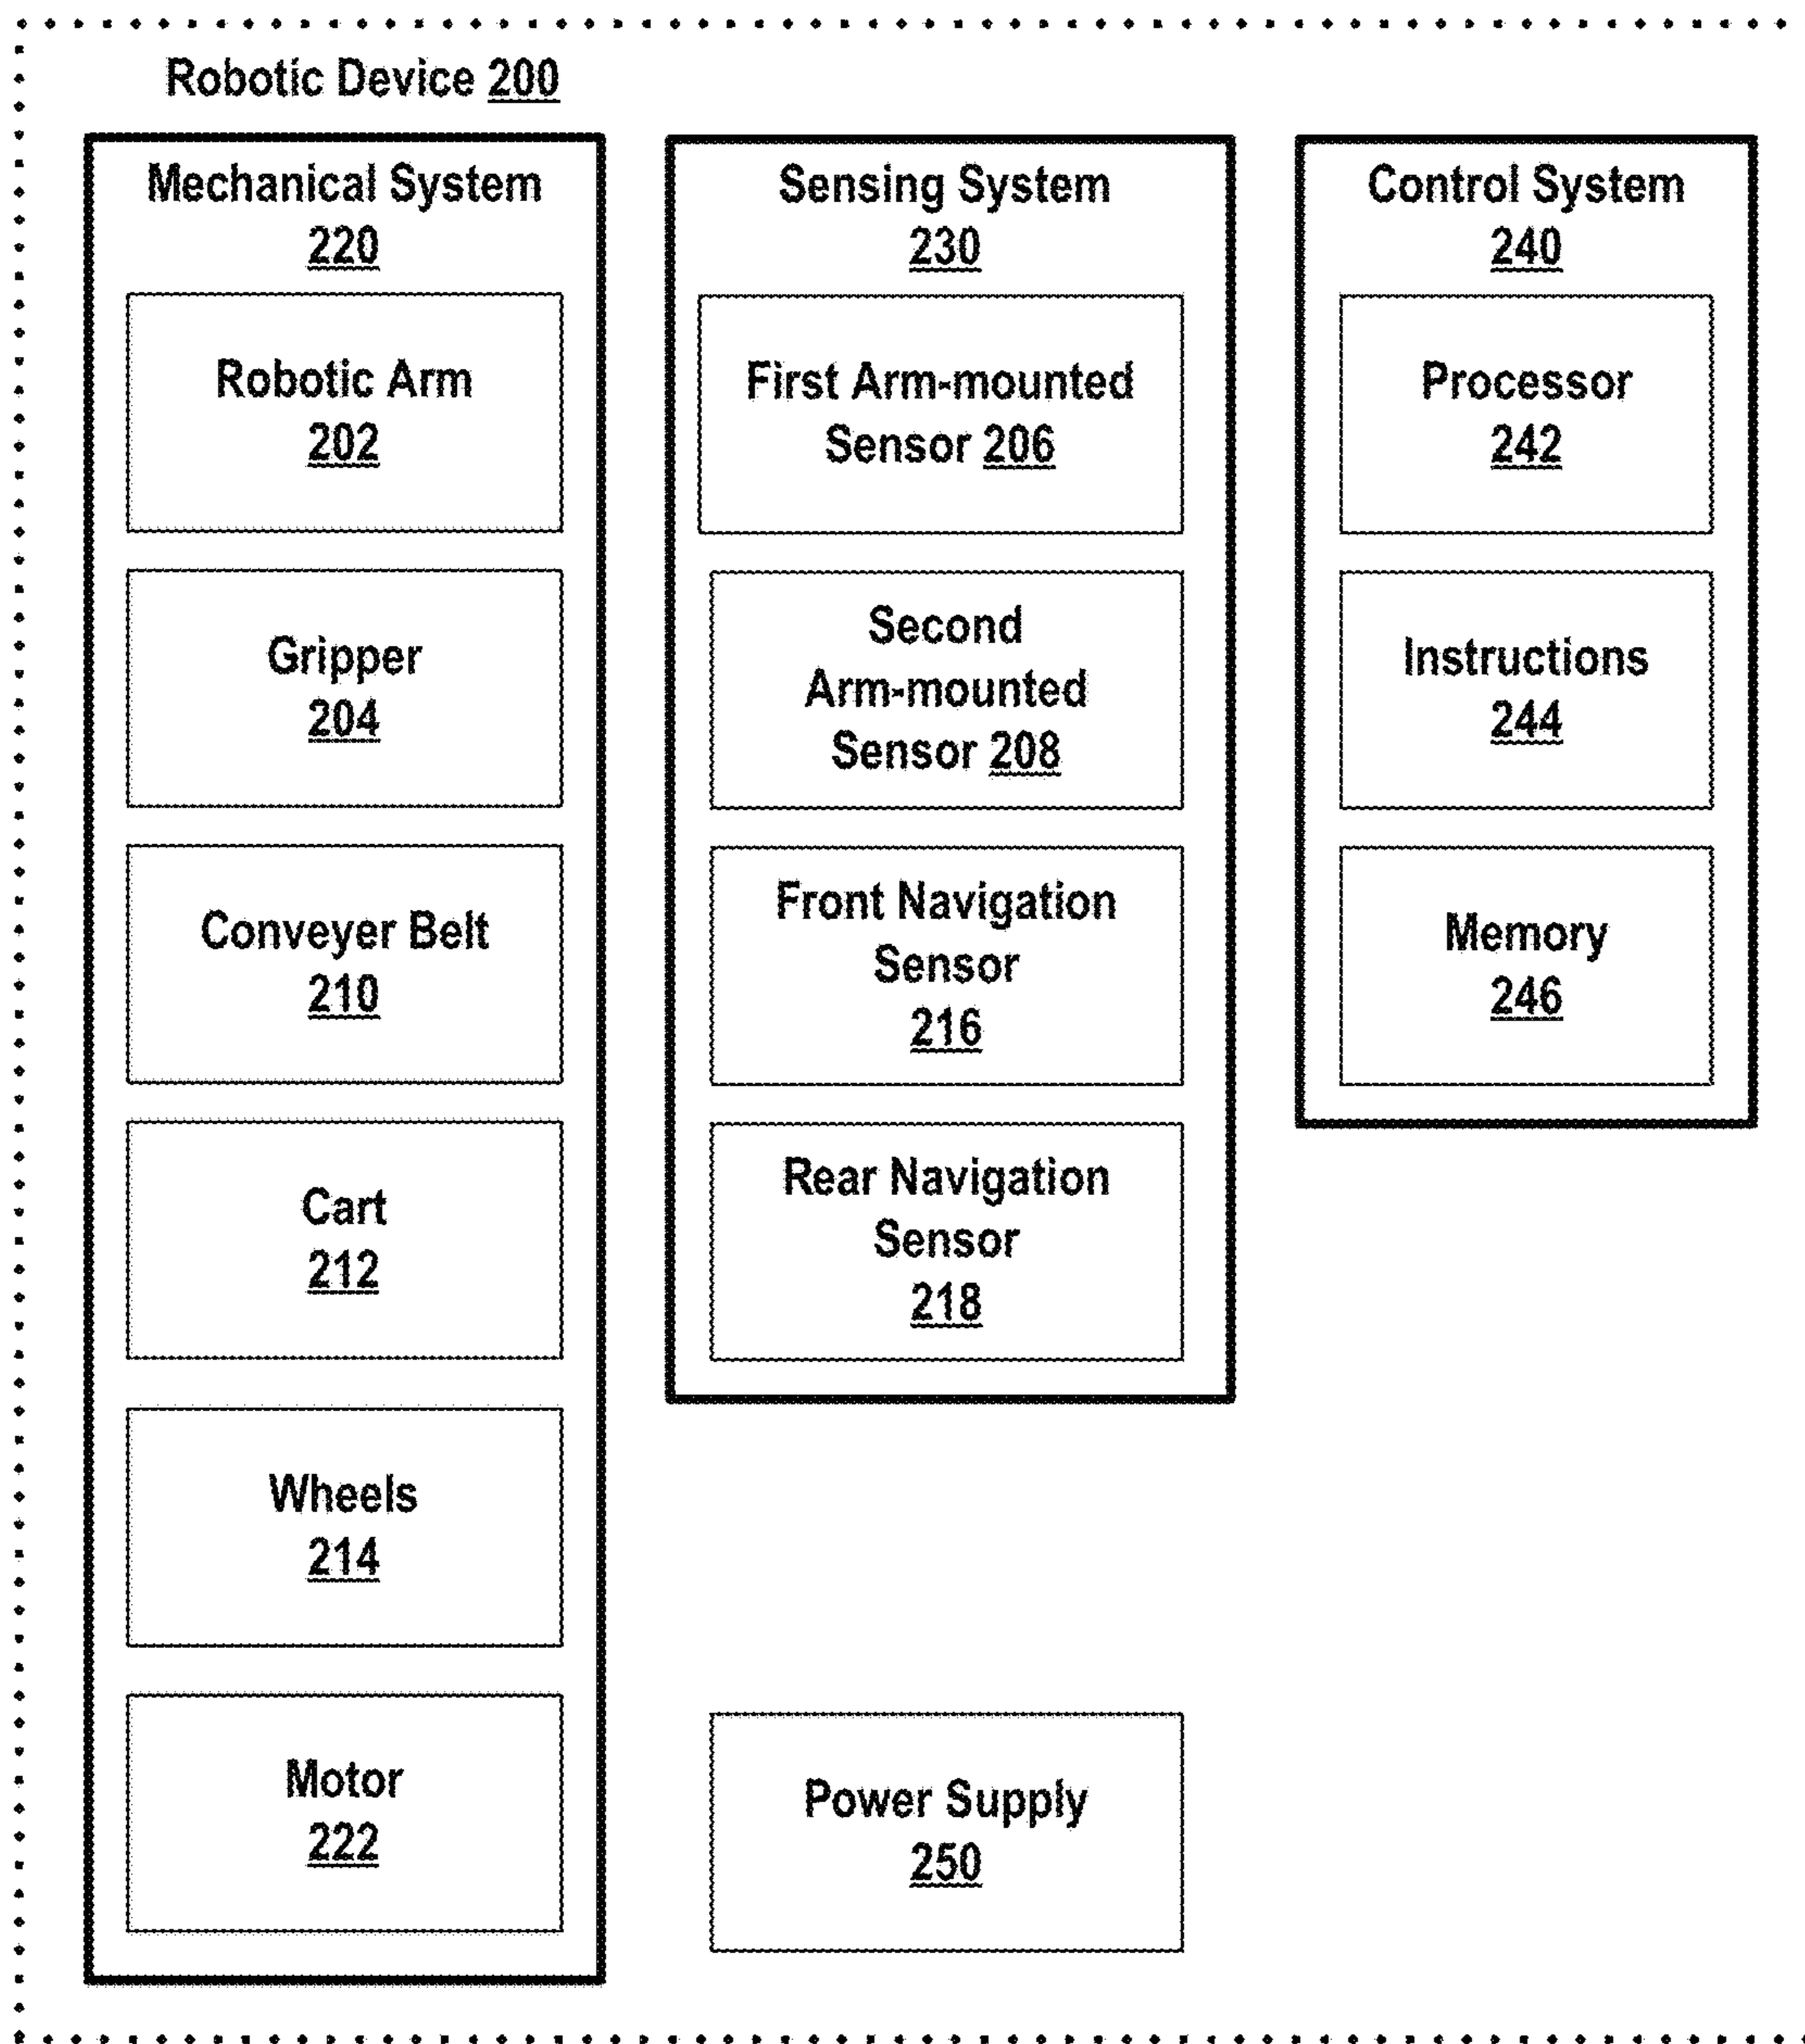 Robotic Device 200
Mechanical System
220
Robotic Arm
202
Gripper
204
Conveyer Belt
210
Cart
212
Wheels
214
Motor
222
Sensing System
230
First Arm-mounted
Sensor 206
Second
Arm-mounted
Sensor 208
Front Navigation
Sensor
216
Rear Navigation
Sensor
218
Power Supply
250
Control System
240
Processor
242
Instructions
244
Memory
246